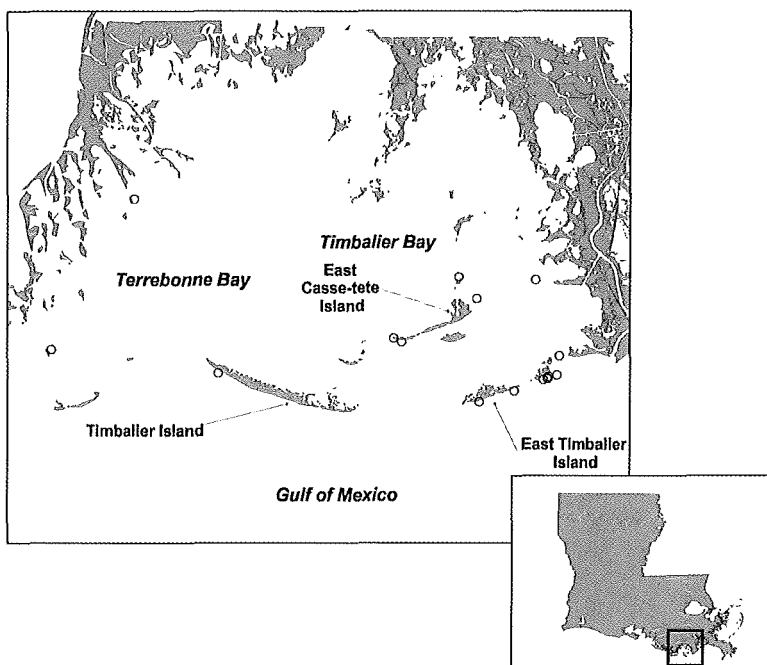 Timbalier Bay
East
Casse-tete
Island
Terrebonne Bay
Timbalier Island
East Timbalier
Island
Gulf of Mexico